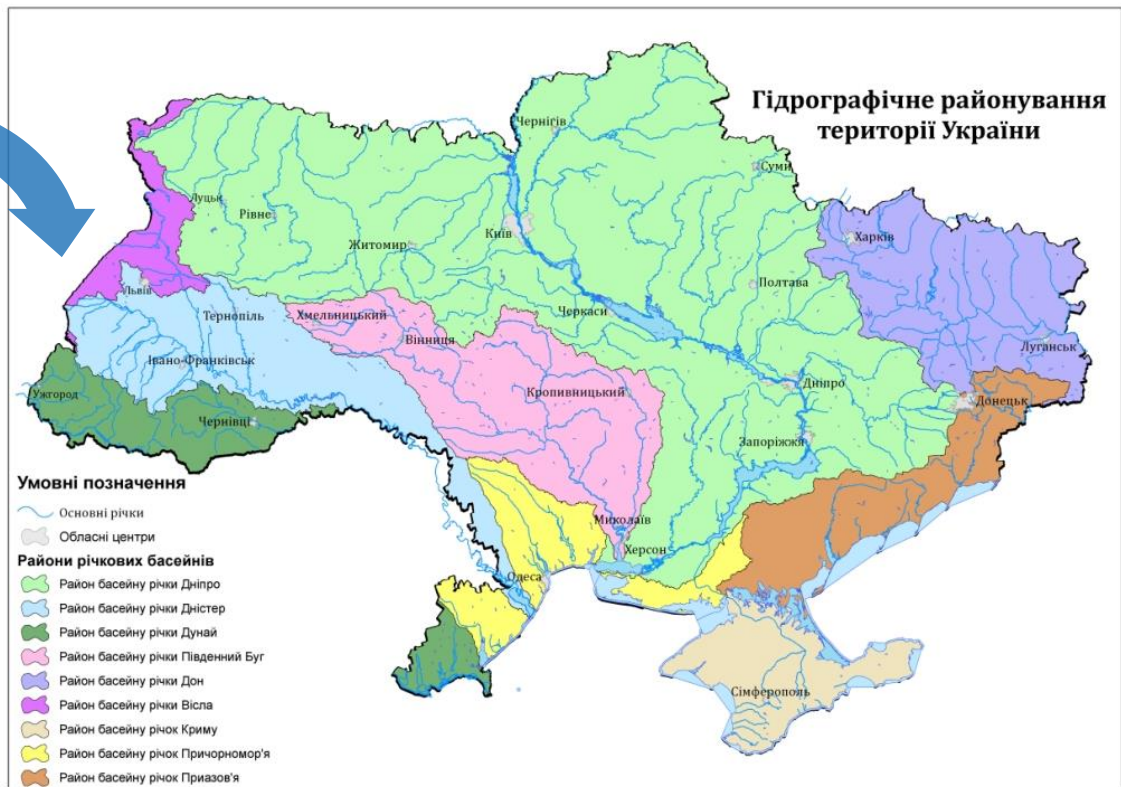 Гідрографічне районування
території України
Чернігів
Суми
Луцьк
Рівне
Київ
Харків
Житомир
Полтава
Львів
Тернопіль
Хмельницький
Черкаси
Вінниця
Луганськ
Івано-Франківськ
Дніпро
Ужгород
Кропивницький
Донецьк
Чернівці
Запоріжжя
Миколаїв
Херсон
Одеса
Сімферополь
Умовні позначення
Основні річки
Обласні центри
Райони річкових басейнів
Район басейну річки Дніпро
Район басейну річки Дністер
Район басейну річки Дунай
Район басейну річки Південний Буг
Район басейну річки Дон
Район басейну річки Вісла
Район басейну річок Криму
Район басейну річок Причорномор'я
Район басейну річок Приазов'я